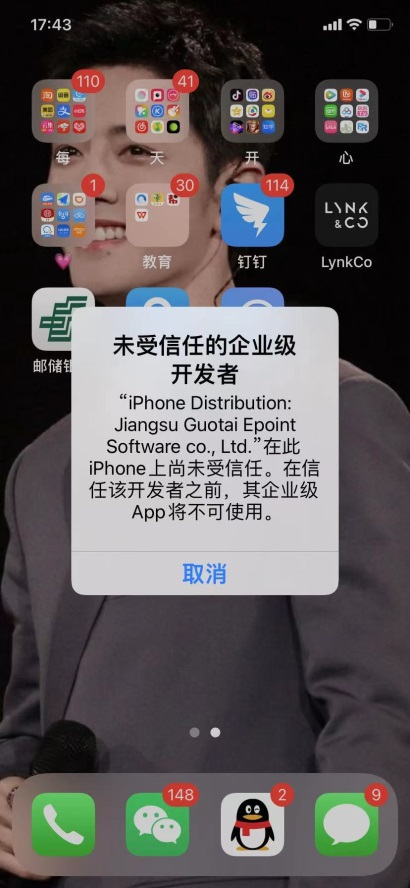 17:43
110
41
每
天
开
心
1
30
114
LYNK
& CO
教育
钉钉
LynkCo
邮储银
未受信任的企业级
开发者
“iPhone Distribution:
Jiangsu Guotai Epoint
Software co., Ltd.”在此
iPhone上尚未受信任。在信
任该开发者之前，其企业级
App将不可使用。
取消
148
2
9